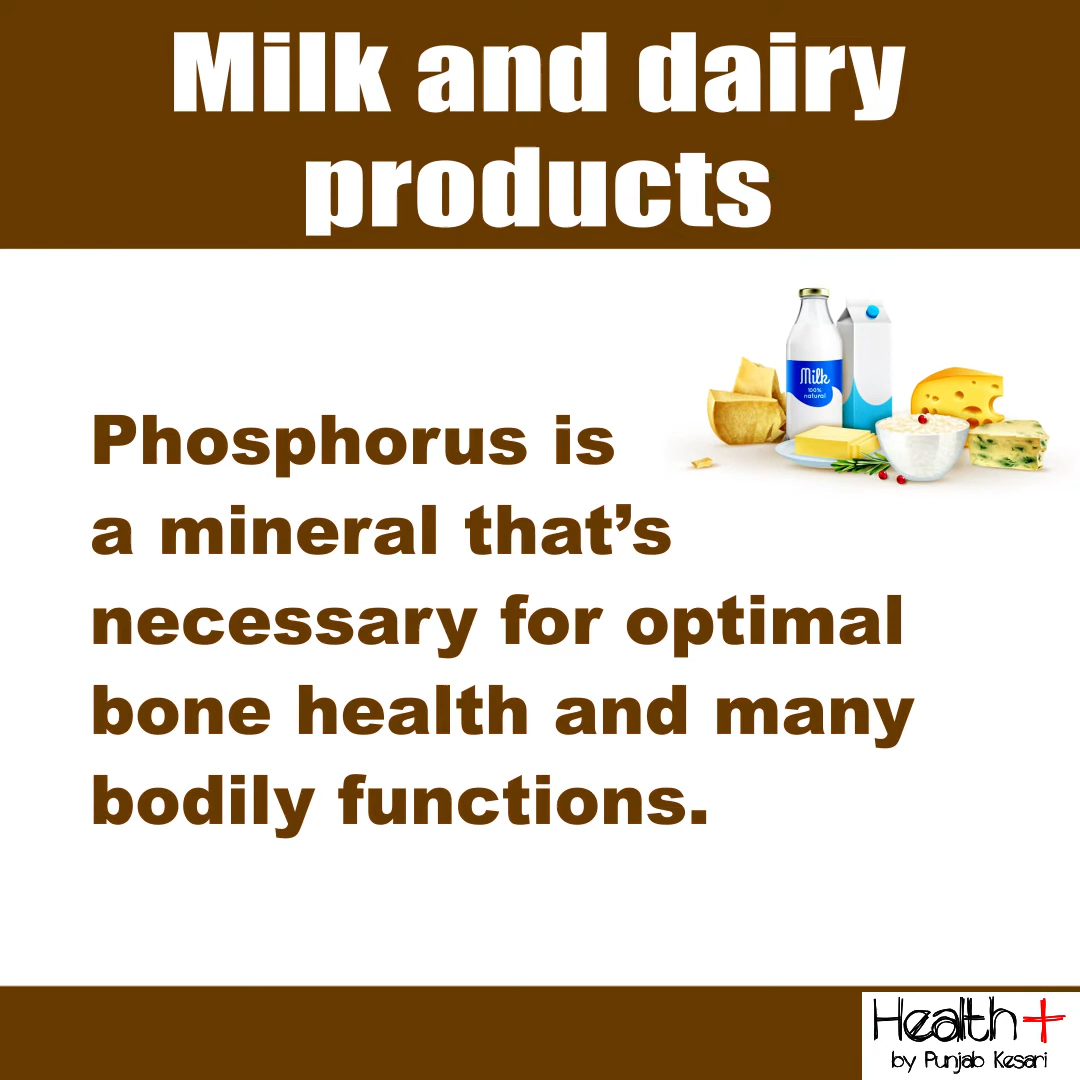 Milk and dairy
products
Milk
100%
natural
Phosphorus is
a mineral that’s
necessary for optimal
bone health and many
bodily functions.
Health+
by Punjab Kesari